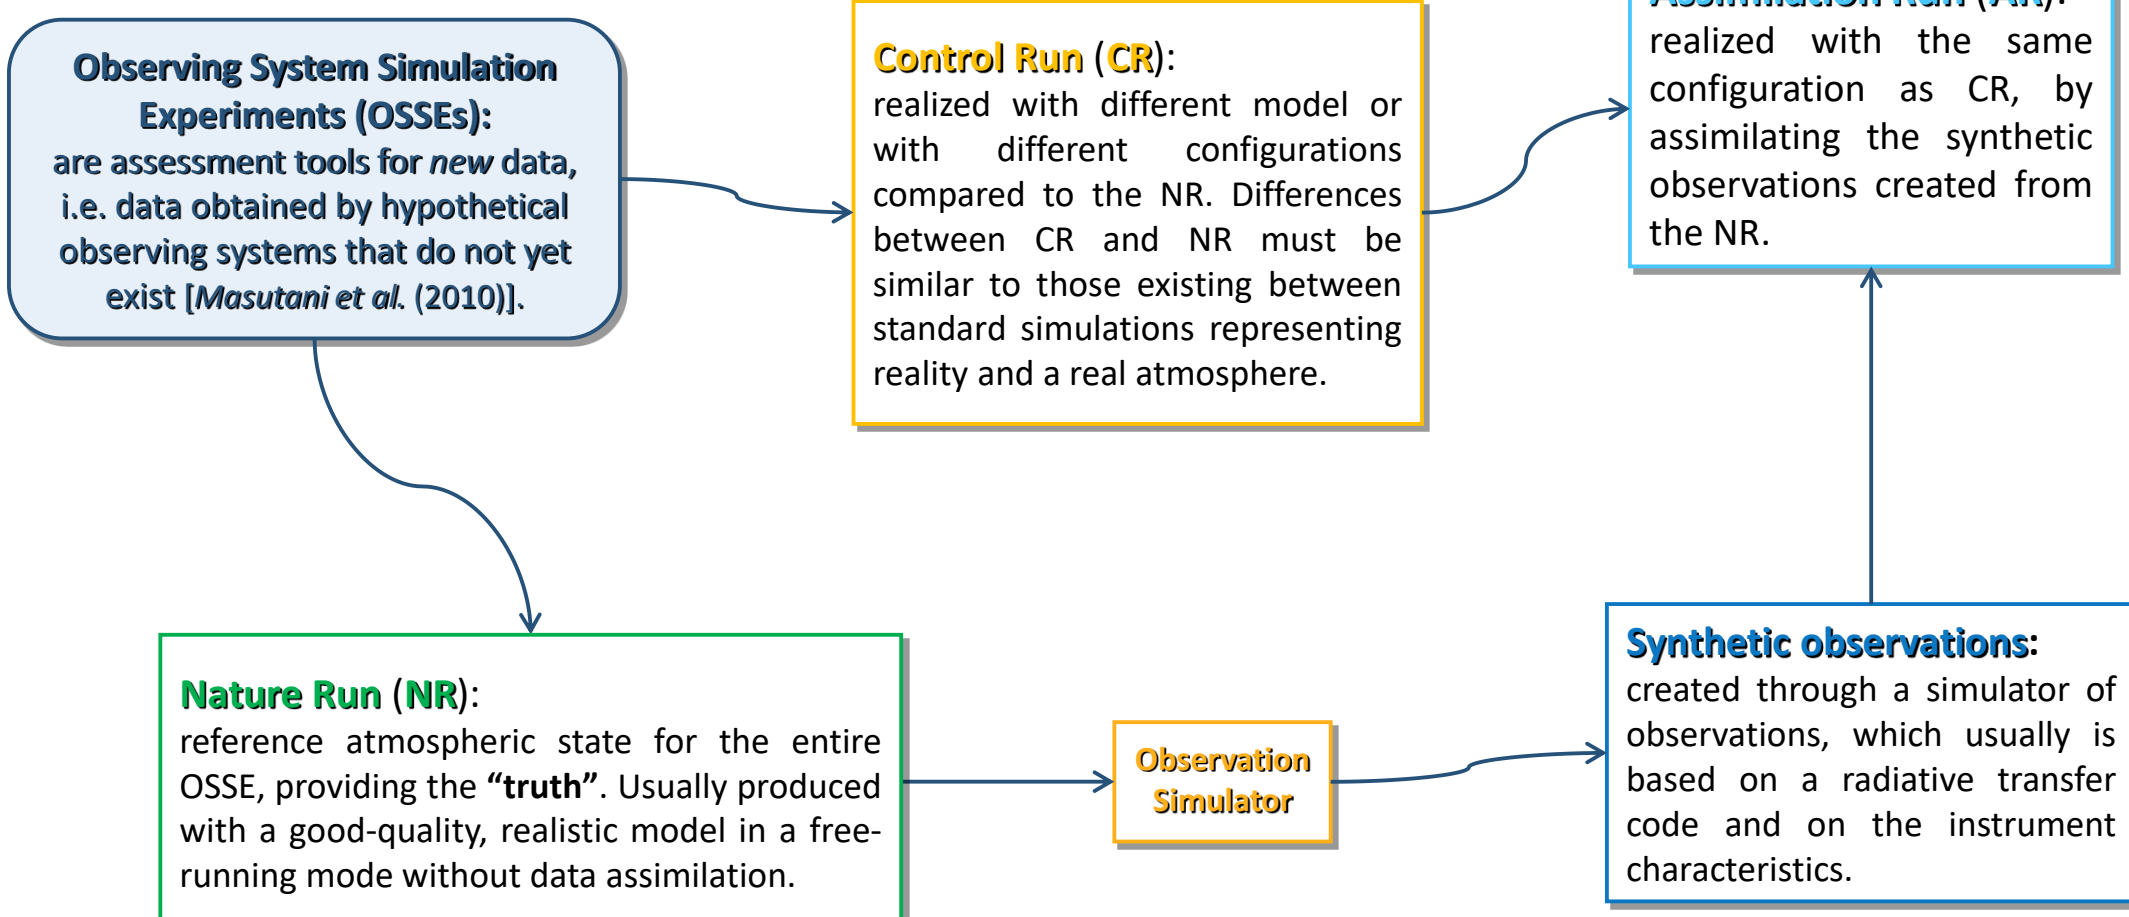 Observing System Simulation
Experiments (OSSEs):
are assessment tools for new data,
i.e. data obtained by hypothetical
observing systems that do not yet
exist [Masutani et al. (2010)].
Control Run (CR):
realized with different model or
with different configurations
compared to the NR. Differences
between CR and NR must be
similar to those existing between
standard simulations representing
reality and a real atmosphere.
Assimilation Run (AR):
realized with the same
configuration as CR, by
assimilating the synthetic
observations created from
the NR.
Nature Run (NR):
reference atmospheric state for the entire
OSSE, providing the “truth”. Usually produced
with a good-quality, realistic model in a free-
running mode without data assimilation.
Observation
Simulator
Synthetic observations:
created through a simulator of
observations, which usually is
based on a radiative transfer
code and on the instrument
characteristics.